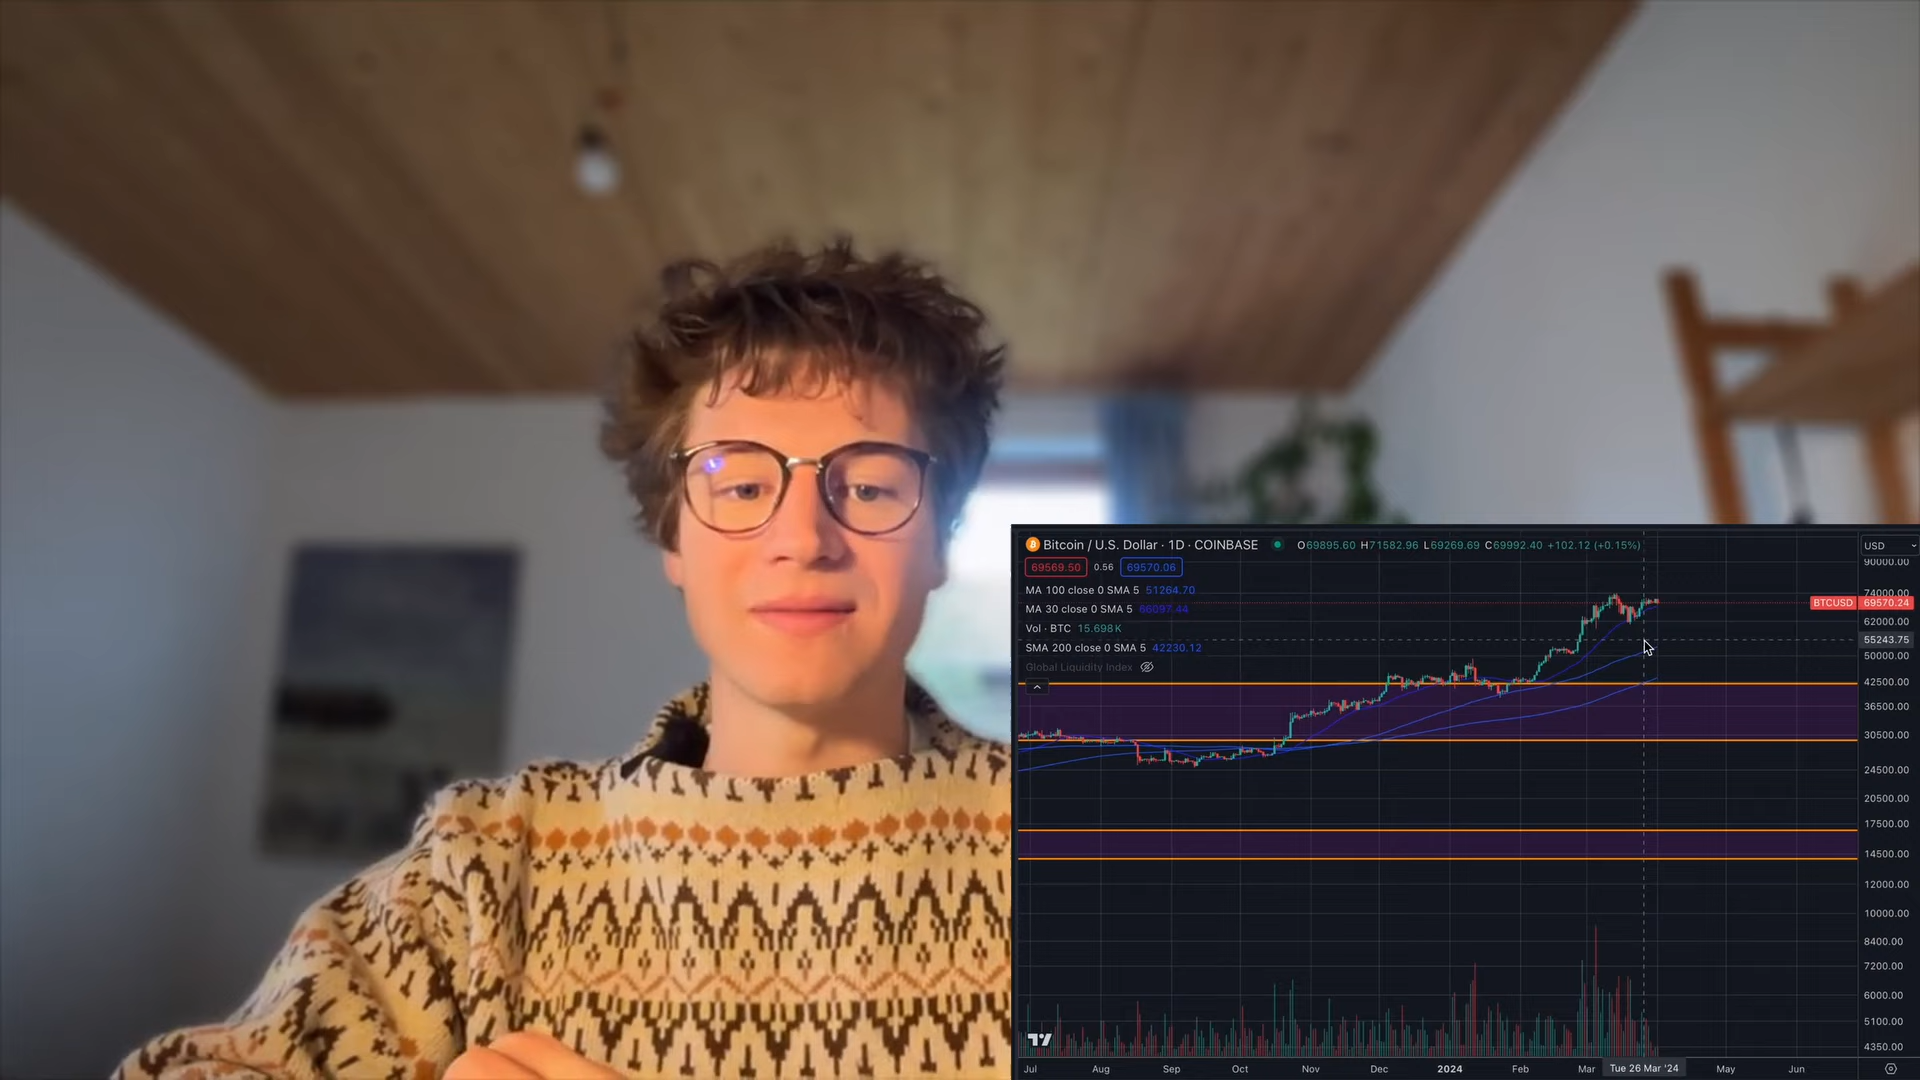 Bitcoin / U.S. Dollar · 1D · COINBASE O69895.60 H71582.96 L69269.69 C69992.40 +102.12 (+0.15%)
69569.50 0.56 69570.06
MA 100 close 0 SMA 5 51264.70
MA 30 close 0 SMA 5 66097.44
Vol · BTC 15.698K
SMA 200 close 0 SMA 5 42230.12
Global Liquidity Index
USD
90000.00
74000.00
BTCUSD 69570.24
62000.00
55243.75
50000.00
42500.00
36500.00
30500.00
24500.00
20500.00
17500.00
14500.00
12000.00
10000.00
8400.00
7200.00
6000.00
5100.00
4350.00
Jul Aug Sep Oct Nov Dec 2024 Feb Mar Tue 26 Mar '24 May Jun